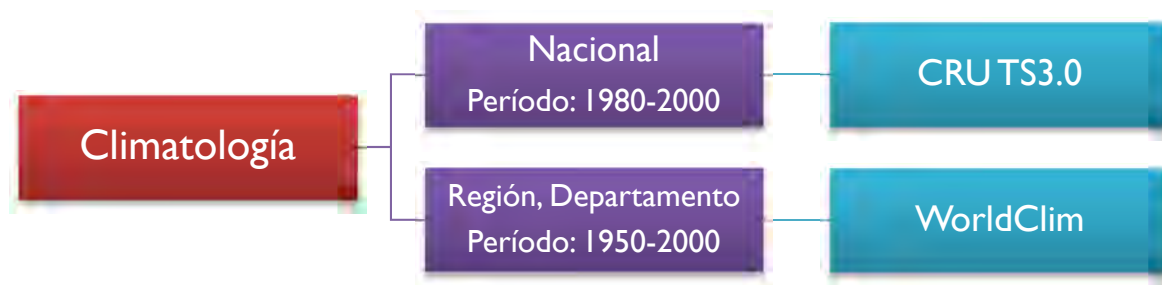 Climatología
Nacional
Período: 1980-2000
CRU TS3.0
Región, Departamento
Período: 1950-2000
WorldClim